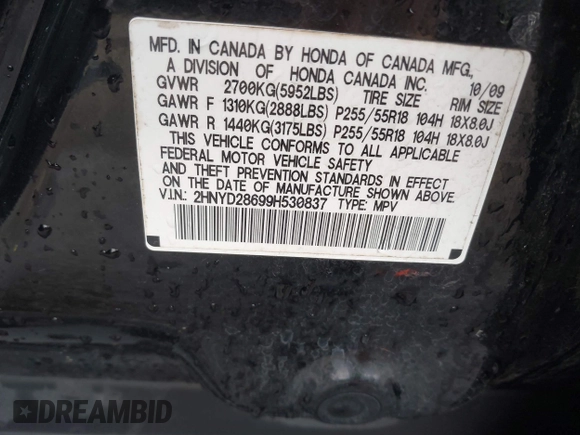 MFD. IN CANADA BY HONDA OF CANADA MFG.,
A DIVISION OF HONDA CANADA INC. 10/09
GVWR 2700KG(5952LBS) TIRE SIZE RIM SIZE
GAWR F 1310KG(2888LBS) P255/55R18 104H 18X8.0J
GAWR R 1440KG(3175LBS) P255/55R18 104H 18X8.0J
THIS VEHICLE CONFORMS TO ALL APPLICABLE
FEDERAL MOTOR VEHICLE SAFETY
AND THEFT PREVENTION STANDARDS IN EFFECT
ON THE DATE OF MANUFACTURE SHOWN ABOVE.
V.I.N.: 2HNYD28699H530837 TYPE: MPV
DREAMBID